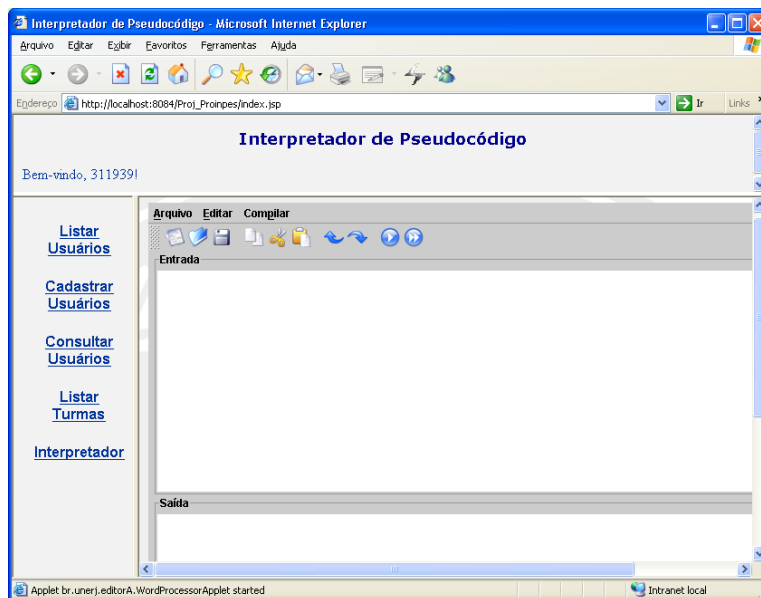 Interpretador de Pseudocódigo - Microsoft Internet Explorer
Arquivo Editar Exibir Favoritos Ferramentas Ajuda
Endereço http://localhost:8084/Proj_Proinpes/index.jsp Ir Links
Interpretador de Pseudocódigo
Bem-vindo, 311939!
Listar
Usuários
Cadastrar
Usuários
Consultar
Usuários
Listar
Turmas
Interpretador
Arquivo Editar Compilar
Entrada
Saída
Applet br.unerj.editorA.WordProcessorApplet started Intranet local